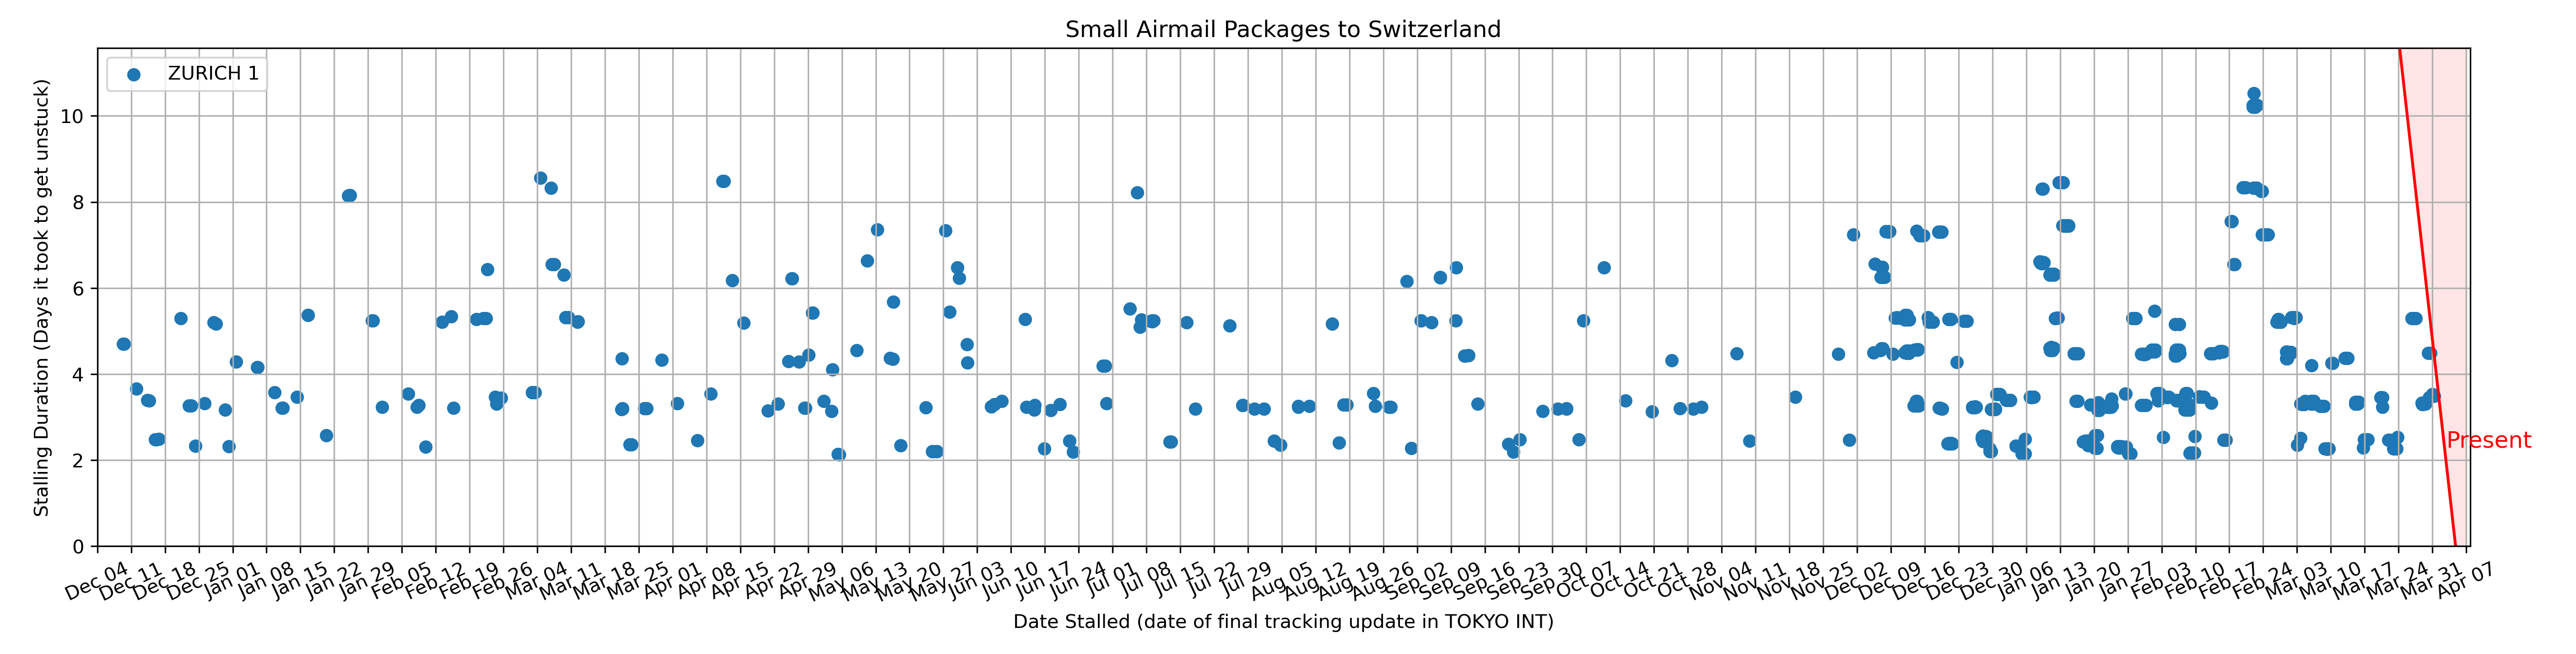 Small Airmail Packages to Switzerland
ZURICH 1
Stalling Duration (Days it took to get unstuck)
10
8
6
4
2
0
Present
Dec 04
Dec 11
Dec 18
Dec 25
Jan 01
Jan 08
Jan 15
Jan 22
Jan 29
Feb 05
Feb 12
Feb 19
Feb 26
Mar 04
Mar 11
Mar 18
Mar 25
Apr 01
Apr 08
Apr 15
Apr 22
Apr 29
May 06
May 13
May 20
May 27
Jun 03
Jun 10
Jun 17
Jun 24
Jul 01
Jul 08
Jul 15
Jul 22
Jul 29
Aug 05
Aug 12
Aug 19
Aug 26
Sep 02
Sep 09
Sep 16
Sep 23
Sep 30
Oct 07
Oct 14
Oct 21
Oct 28
Nov 04
Nov 11
Nov 18
Nov 25
Dec 02
Dec 09
Dec 16
Dec 23
Dec 30
Jan 06
Jan 13
Jan 20
Jan 27
Feb 03
Feb 10
Feb 17
Feb 24
Mar 03
Mar 10
Mar 17
Mar 24
Mar 31
Apr 07
Date Stalled (date of final tracking update in TOKYO INT)